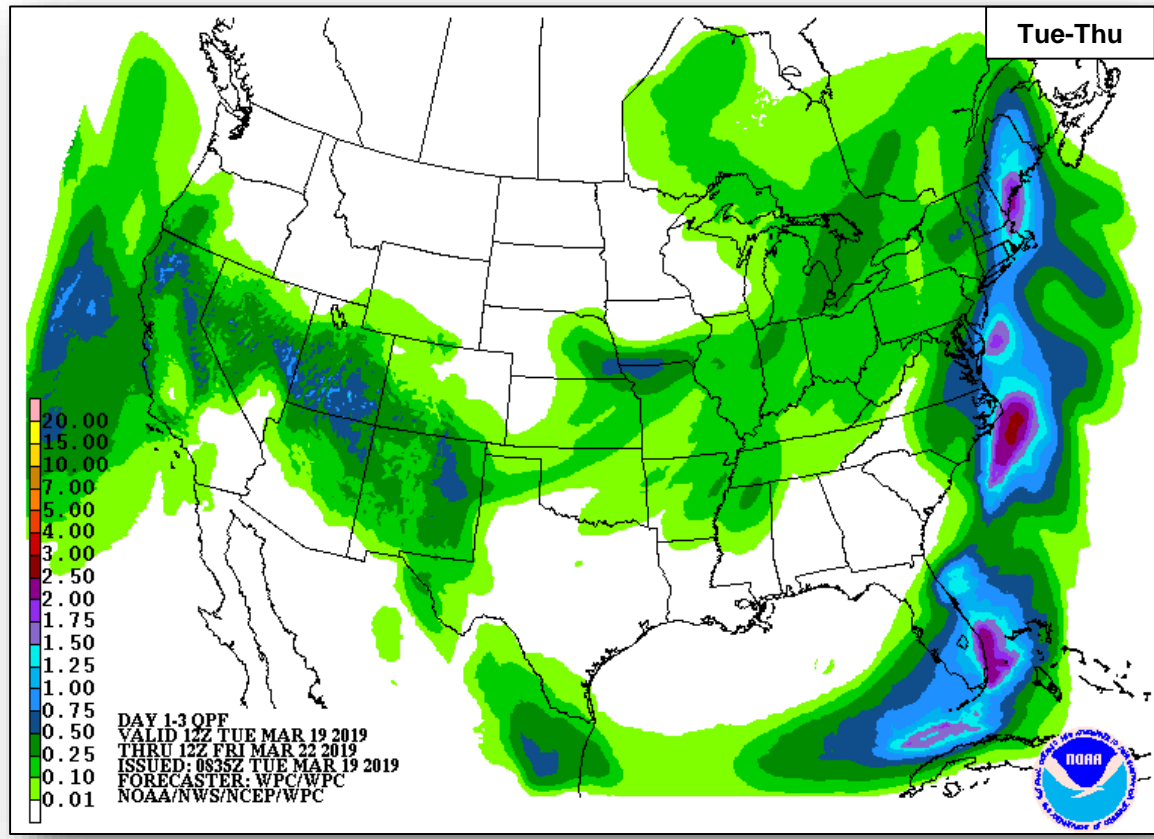 Tue-Thu
20.00
15.00
10.00
7.00
5.00
4.00
3.00
2.50
2.00
1.75
1.50
1.25
1.00
0.75
0.50
0.25
0.10
0.01
DAY 1-3 QPF
VALID 12Z TUE MAR 19 2019
THRU 12Z FRI MAR 22 2019
ISSUED: 0835Z TUE MAR 19 2019
FORECASTER: WPC/WPC
NOAA/NWS/NCEP/WPC
NOAA